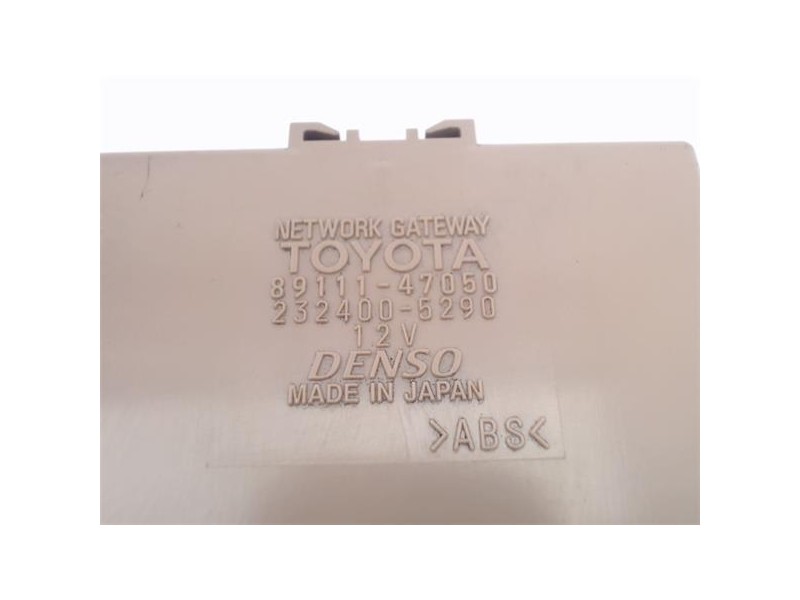 NETWORK GATEWAY
TOYOTA
89111-47050
232400-5290
12V
DENSO
MADE IN JAPAN
>ABS<